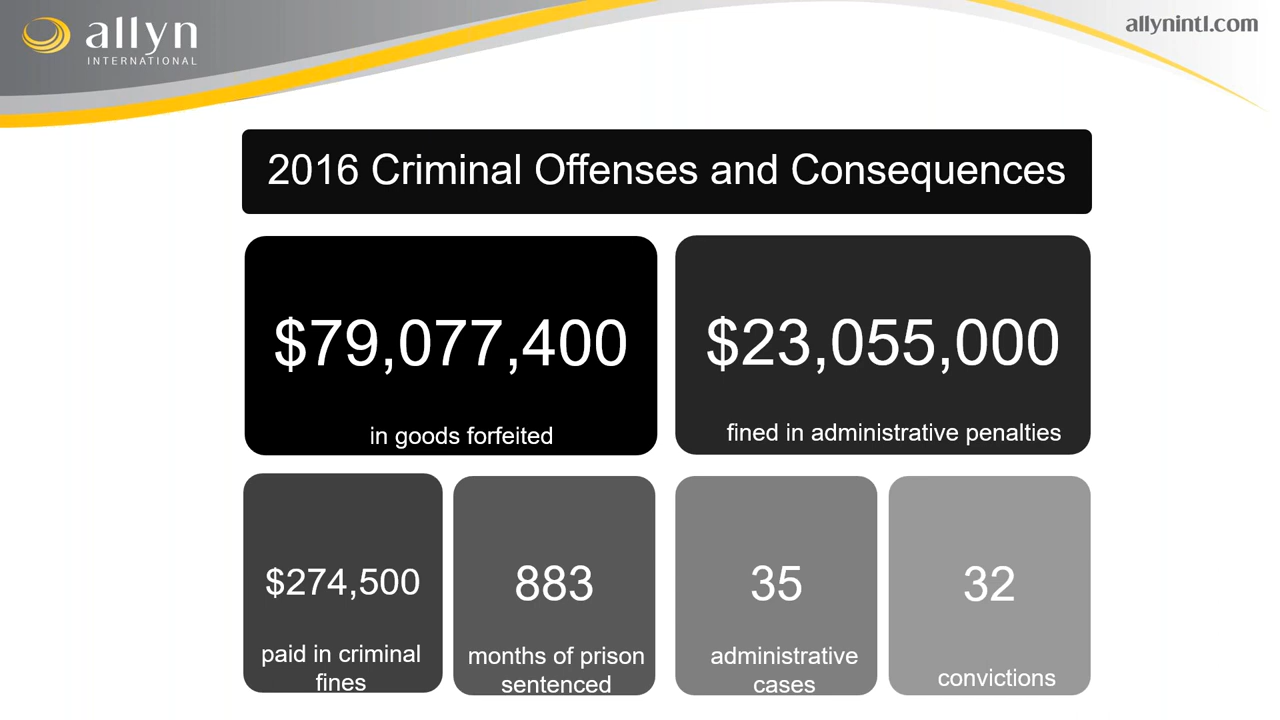 allyn
INTERNATIONAL
allynintl.com
2016 Criminal Offenses and Consequences
$79,077,400
in goods forfeited
$23,055,000
fined in administrative penalties
$274,500
paid in criminal
fines
883
months of prison
sentenced
35
administrative
cases
32
convictions